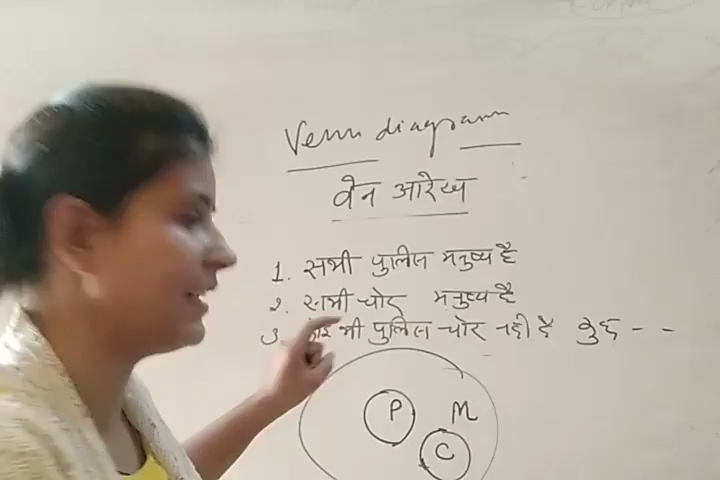 Venn diagram
वेन आरेख
1. सभी पुलिस मनुष्य है
2. सभी चोर मनुष्य है
3. भी पुलिस चोर नही है कुछ - -
P M
C